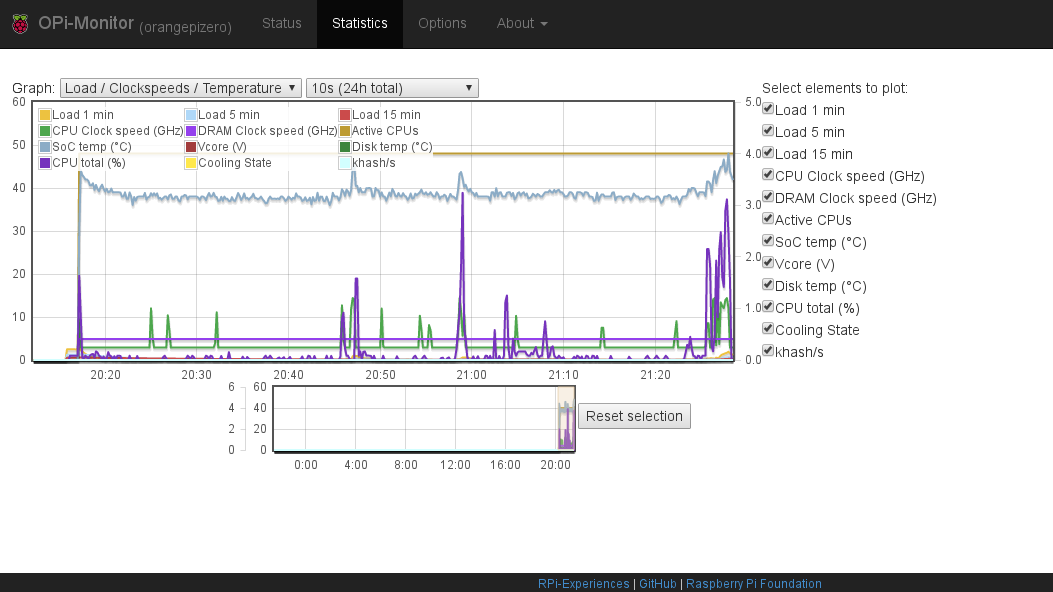 OPi-Monitor (orangepizero) Status Statistics Options About
Graph: Load / Clockspeeds / Temperature 10s (24h total) Select elements to plot:
60 5.0
Load 1 min Load 5 min Load 15 min
CPU Clock speed (GHz) DRAM Clock speed (GHz) Active CPUs
SoC temp (°C) Vcore (V) Disk temp (°C)
CPU total (%) Cooling State khash/s
50 4.0
40 3.0
30 2.0
20 1.0
10 0.0
0
20:20 20:30 20:40 20:50 21:00 21:10 21:20
Load 1 min
Load 5 min
Load 15 min
CPU Clock speed (GHz)
DRAM Clock speed (GHz)
Active CPUs
SoC temp (°C)
Vcore (V)
Disk temp (°C)
CPU total (%)
Cooling State
khash/s
6 60
4 40
2 20
0 0
0:00 4:00 8:00 12:00 16:00 20:00
Reset selection
RPi-Experiences | GitHub | Raspberry Pi Foundation